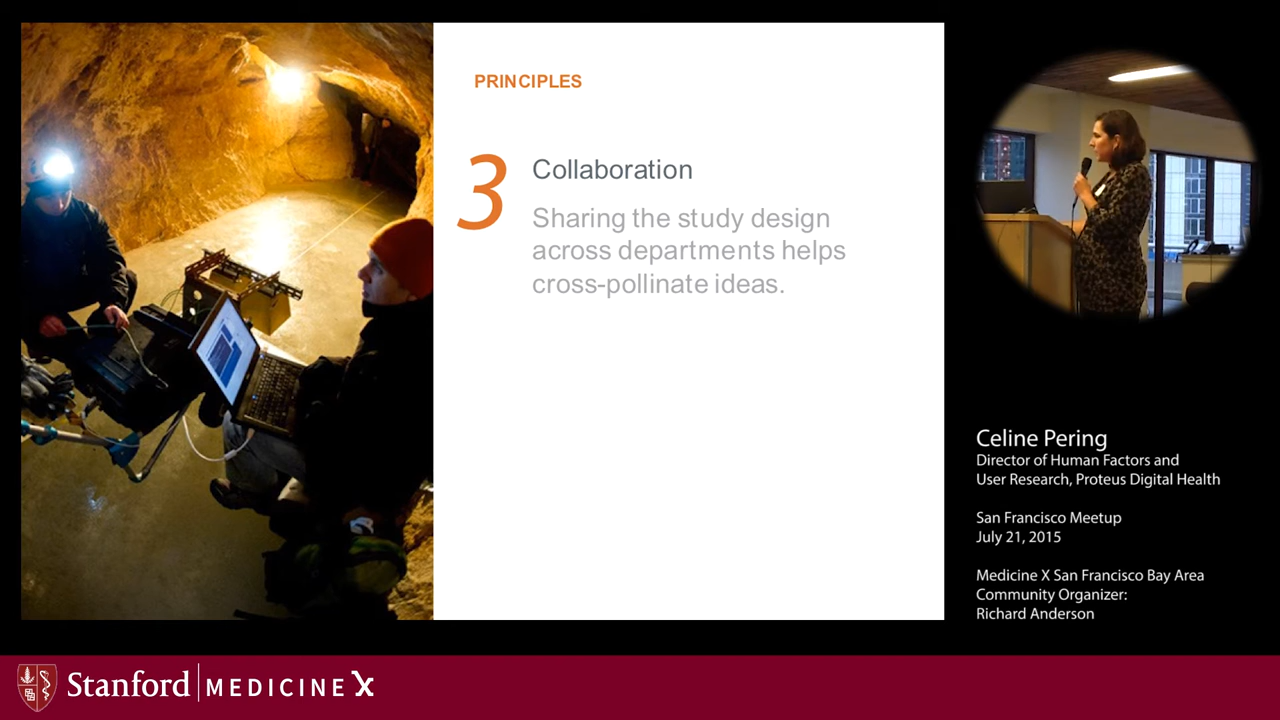 PRINCIPLES
3
Collaboration
Sharing the study design
across departments helps
cross-pollinate ideas.
Celine Pering
Director of Human Factors and
User Research, Proteus Digital Health
San Francisco Meetup
July 21, 2015
Medicine X San Francisco Bay Area
Community Organizer:
Richard Anderson
Stanford MEDICINE X